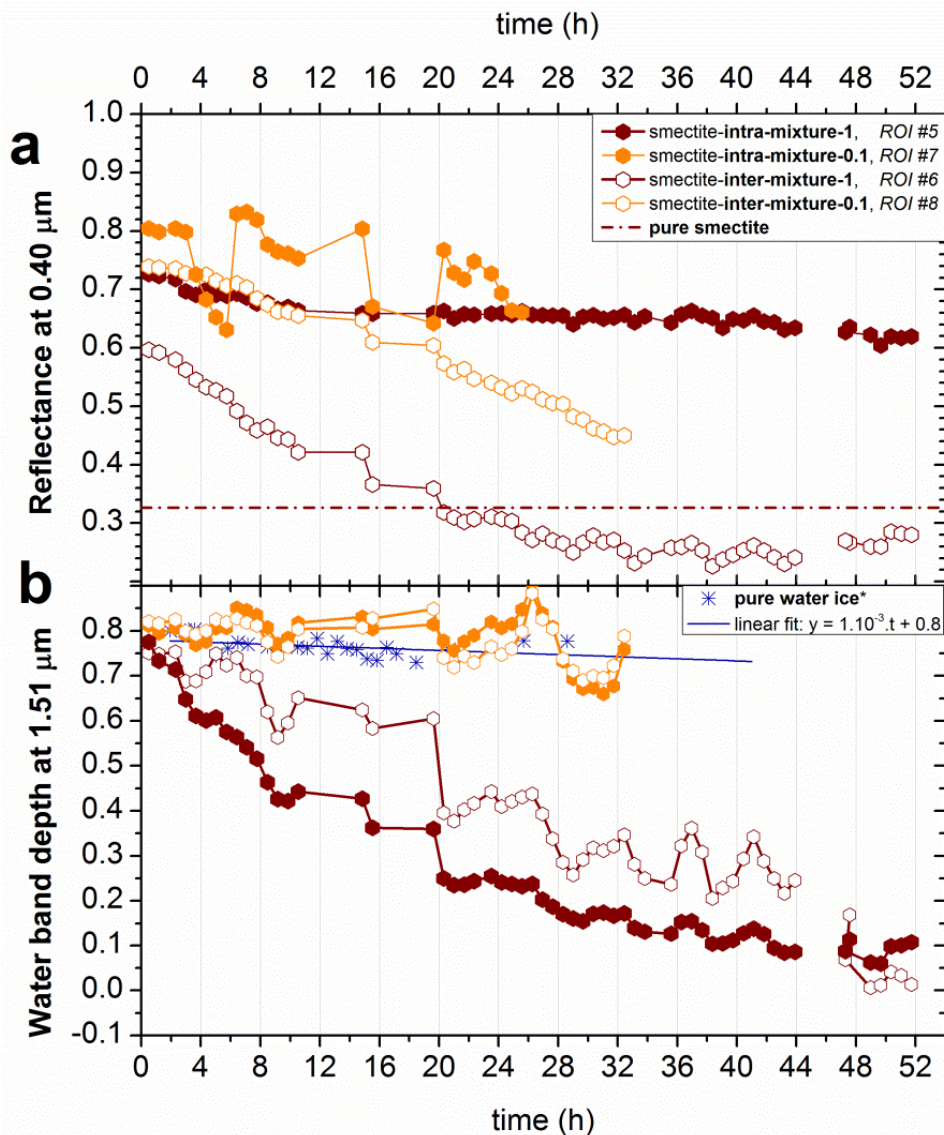 time (h)
0 4 8 12 16 20 24 28 32 36 40 44 48 52
a
Reflectance at 0.40 µm
1.0
0.9
0.8
0.7
0.6
0.5
0.4
0.3
smectite-intra-mixture-1, ROI #5
smectite-intra-mixture-0.1, ROI #7
smectite-inter-mixture-1, ROI #6
smectite-inter-mixture-0.1, ROI #8
pure smectite
b
Water band depth at 1.51 µm
0.8
0.7
0.6
0.5
0.4
0.3
0.2
0.1
0.0
-0.1
pure water ice*
linear fit: y = 1.10⁻³.t + 0.8
0 4 8 12 16 20 24 28 32 36 40 44 48 52
time (h)